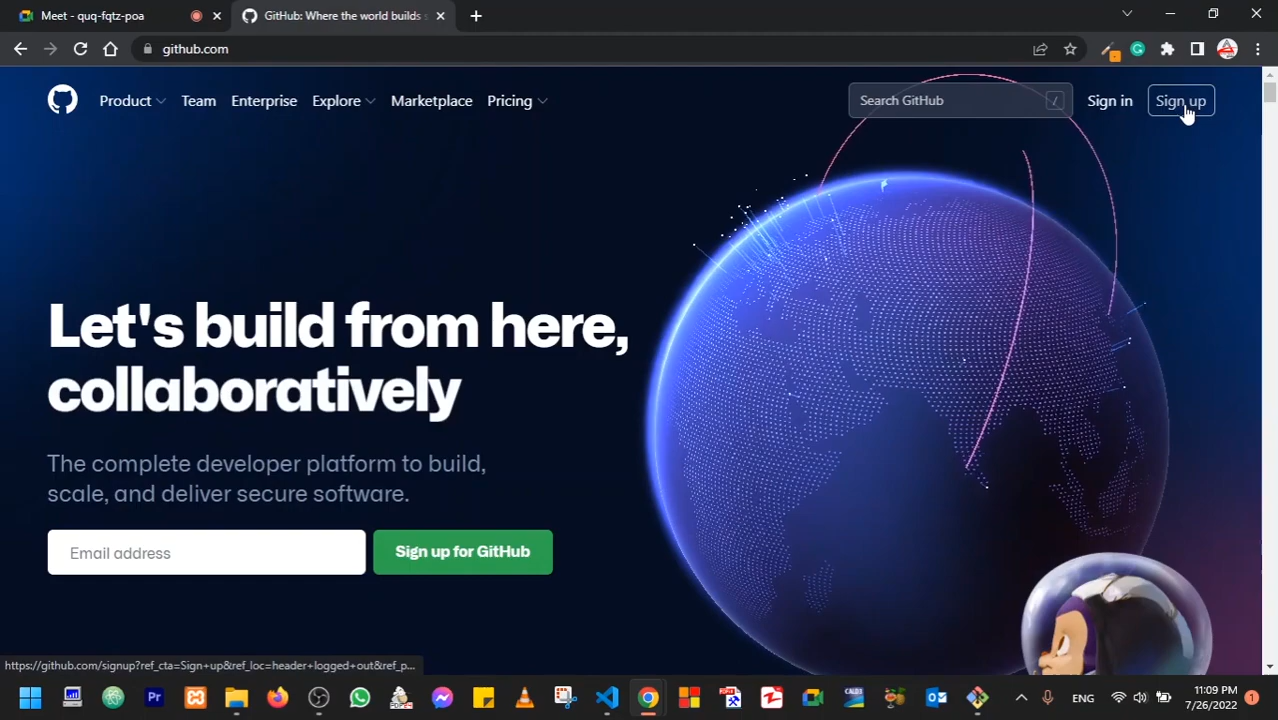 Meet - quq-fqtz-poa
GitHub: Where the world builds s
github.com
Product Team Enterprise Explore Marketplace Pricing
Search GitHub /
Sign in
Sign up
Let's build from here,
collaboratively
The complete developer platform to build,
scale, and deliver secure software.
Email address
Sign up for GitHub
https://github.com/signup?ref_cta=Sign+up&ref_loc=header+logged+out&ref_p...
Pr
ENG
11:09 PM
7/26/2022
1